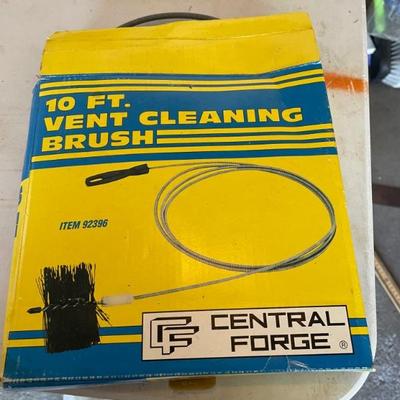 10 FT.
VENT CLEANING
BRUSH
ITEM 92396
CF CENTRAL
FORGE ®